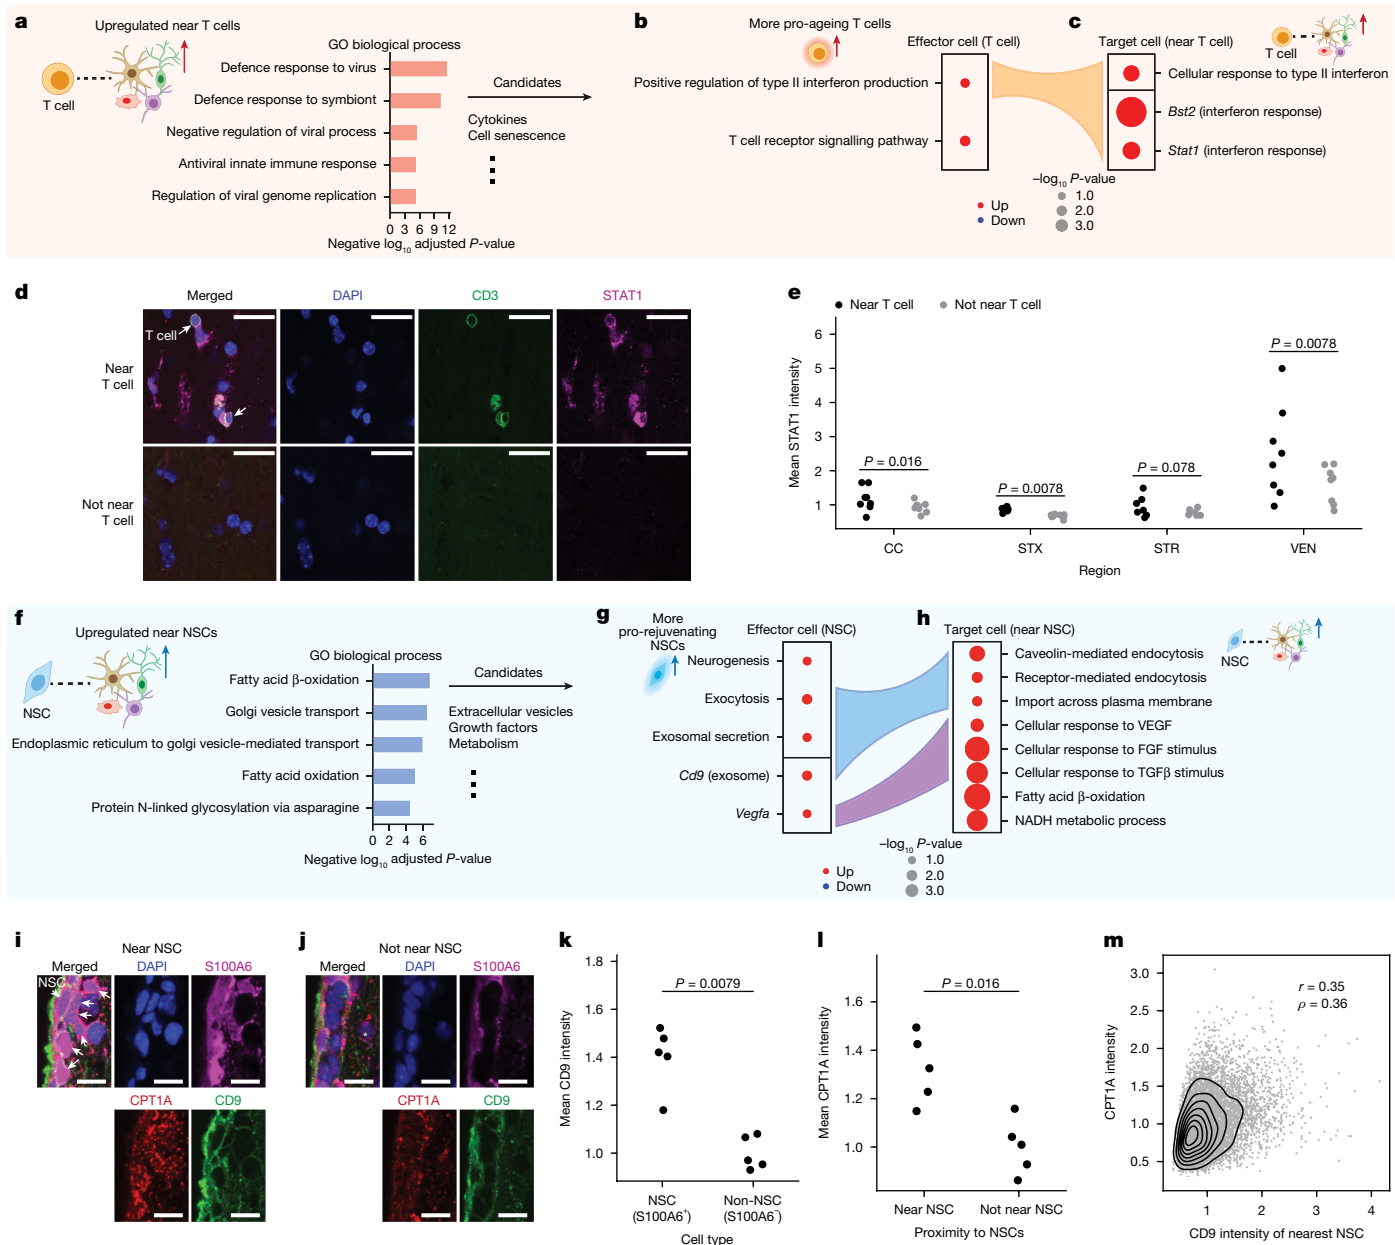 a
Upregulated near T cells
T cell
GO biological process
Defence response to virus
Defence response to symbiont
Negative regulation of viral process
Antiviral innate immune response
Regulation of viral genome replication
0 3 6 9 12
Negative log10 adjusted P-value
Candidates
Cytokines
Cell senescence
b
More pro-ageing T cells
Effector cell (T cell)
Positive regulation of type II interferon production
T cell receptor signalling pathway
c
T cell
Target cell (near T cell)
Cellular response to type II interferon
Bst2 (interferon response)
Stat1 (interferon response)
Up
Down
–log10 P-value
1.0
2.0
3.0
d
Merged
DAPI
CD3
STAT1
Near
T cell
T cell
Not near
T cell
e
Near T cell
Not near T cell
Mean STAT1 intensity
6
5
4
3
2
1
P = 0.016
P = 0.0078
P = 0.078
P = 0.0078
CC
STX
STR
VEN
Region
f
Upregulated near NSCs
NSC
GO biological process
Fatty acid β-oxidation
Golgi vesicle transport
Endoplasmic reticulum to golgi vesicle-mediated transport
Fatty acid oxidation
Protein N-linked glycosylation via asparagine
0 2 4 6
Negative log10 adjusted P-value
Candidates
Extracellular vesicles
Growth factors
Metabolism
g
More
pro-rejuvenating
NSCs
Effector cell (NSC)
Neurogenesis
Exocytosis
Exosomal secretion
Cd9 (exosome)
Vegfa
h
Target cell (near NSC)
NSC
Caveolin-mediated endocytosis
Receptor-mediated endocytosis
Import across plasma membrane
Cellular response to VEGF
Cellular response to FGF stimulus
Cellular response to TGFβ stimulus
Fatty acid β-oxidation
NADH metabolic process
Up
Down
–log10 P-value
1.0
2.0
3.0
i
Near NSC
Merged
DAPI
S100A6
NSC
CPT1A
CD9
j
Not near NSC
Merged
DAPI
S100A6
*
CPT1A
CD9
k
Mean CD9 intensity
1.8
1.6
1.4
1.2
1.0
P = 0.0079
NSC
(S100A6+)
Non-NSC
(S100A6−)
Cell type
l
Mean CPT1A intensity
1.6
1.4
1.2
1.0
P = 0.016
Near NSC
Not near NSC
Proximity to NSCs
m
CPT1A intensity
3.0
2.5
2.0
1.5
1.0
0.5
r = 0.35
ρ = 0.36
1
2
3
4
CD9 intensity of nearest NSC